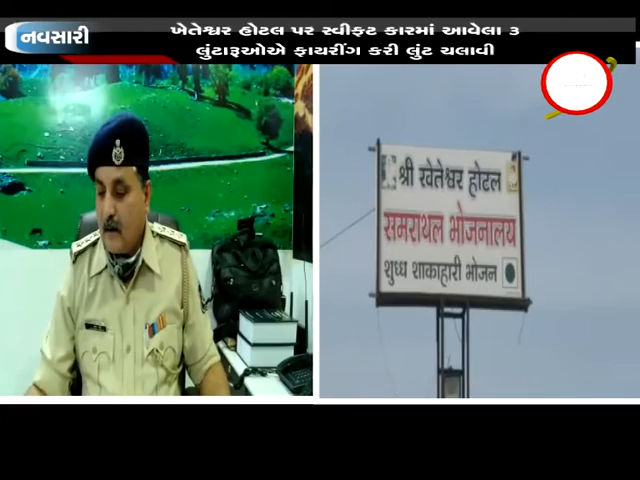 નવસારી
ખેતેશ્વર હોટલ પર સ્વીફ્ટ કારમાં આવેલા ૩
લુંટારૂઓએ ફાયરીંગ કરી લુંટ ચલાવી
श्री खेतेश्वर होटल
समराथल भोजनालय
शुध्ध शाकाहारी भोजन